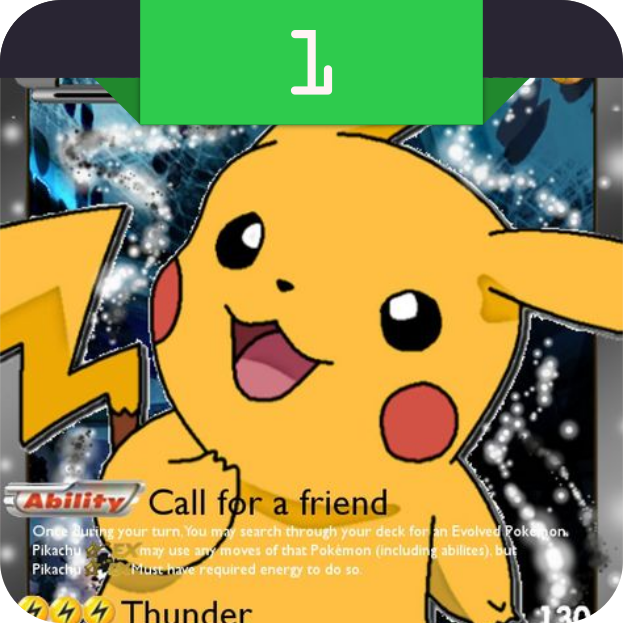 1
Ability Call for a friend
Once during your turn. You may search through your deck for an Evolved Pokémon.
Pikachu EX may use any moves of that Pokémon (including abilites), but
Pikachu Must have required energy to do so.
Thunder 130